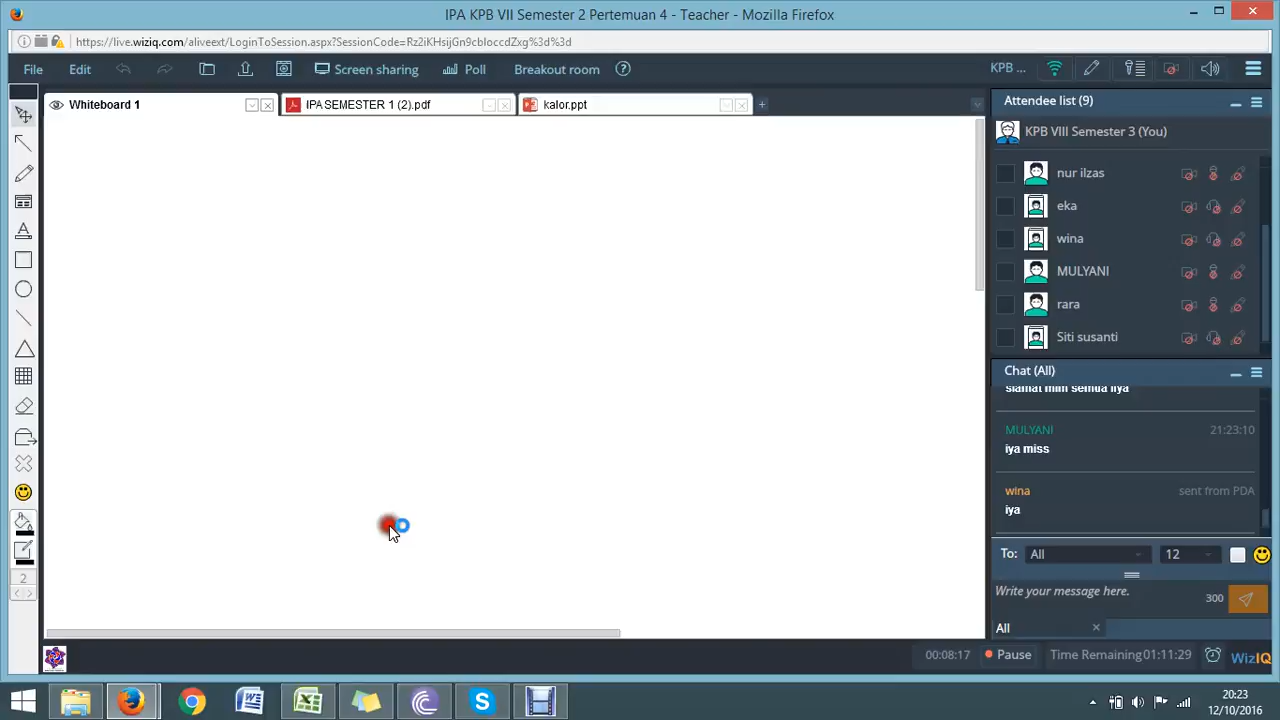 IPA KPB VII Semester 2 Pertemuan 4 - Teacher - Mozilla Firefox
https://live.wiziq.com/aliveext/LoginToSession.aspx?SessionCode=Rz2iKHsijGn9cbloccdZxg%3d%3d
File Edit Screen sharing Poll Breakout room KPB ...
Whiteboard 1 IPA SEMESTER 1 (2).pdf kalor.ppt
Attendee list (9)
KPB VIII Semester 3 (You)
nur ilzas
eka
wina
MULYANI
rara
Siti susanti
Chat (All)
MULYANI 21:23:10
iya miss
wina sent from PDA
iya
To: All 12
Write your message here. 300
All
2
00:08:17 Pause Time Remaining 01:11:29 WizIQ
20:23
12/10/2016